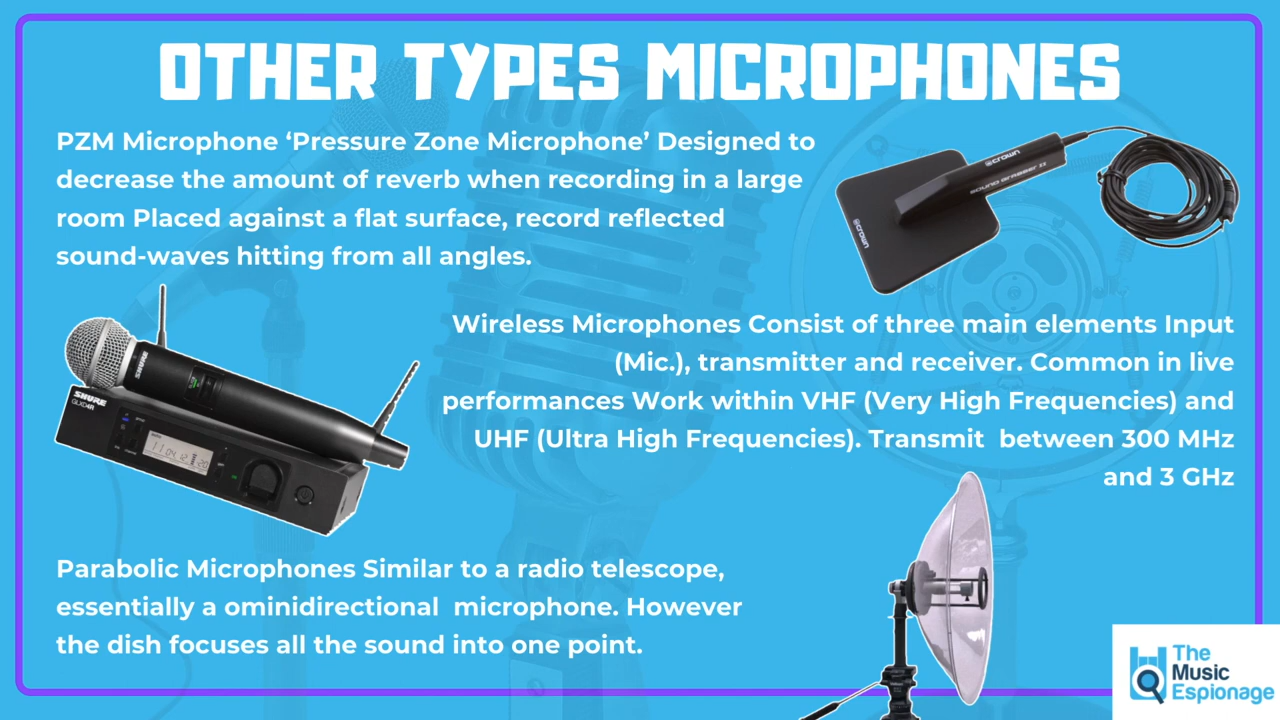 OTHER TYPES MICROPHONES
PZM Microphone ‘Pressure Zone Microphone’ Designed to
decrease the amount of reverb when recording in a large
room Placed against a flat surface, record reflected
sound-waves hitting from all angles.
crown
SOUND GRABBER II
crown
Wireless Microphones Consist of three main elements Input
(Mic.), transmitter and receiver. Common in live
performances Work within VHF (Very High Frequencies) and
UHF (Ultra High Frequencies). Transmit  between 300 MHz
and 3 GHz
SHURE
SHURE
GLXD4R
Parabolic Microphones Similar to a radio telescope,
essentially a ominidirectional  microphone. However
the dish focuses all the sound into one point.
The
Music
Espionage